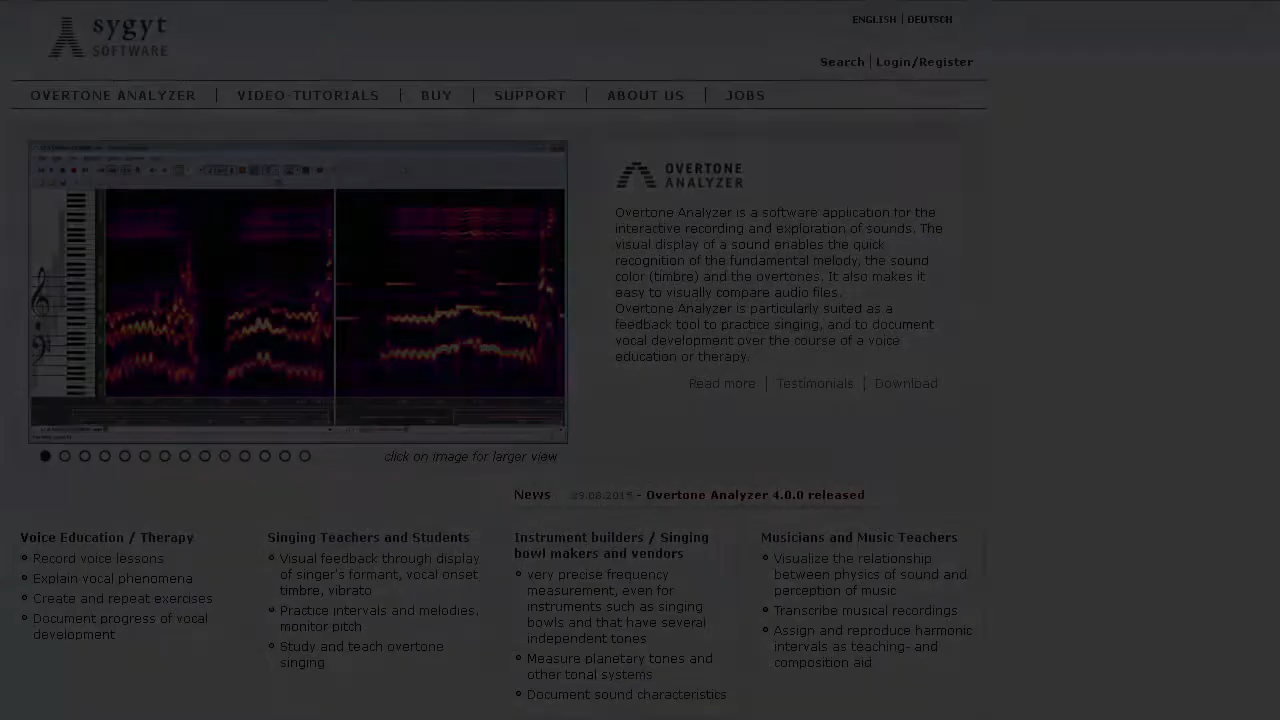 sygyt
SOFTWARE
ENGLISH | DEUTSCH
Search | Login/Register
OVERTONE ANALYZER | VIDEO-TUTORIALS | BUY | SUPPORT | ABOUT US | JOBS
OVERTONE
ANALYZER
Overtone Analyzer is a software application for the
interactive recording and exploration of sounds. The
visual display of a sound enables the quick
recognition of the fundamental melody, the sound
color (timbre) and the overtones. It also makes it
easy to visually compare audio files.
Overtone Analyzer is particularly suited as a
feedback tool to practice singing, and to document
vocal development over the course of a voice
education or therapy.
Read more | Testimonials | Download
click on image for larger view
News 29.08.2015 - Overtone Analyzer 4.0.0 released
Voice Education / Therapy
Record voice lessons
Explain vocal phenomena
Create and repeat exercises
Document progress of vocal
development
Singing Teachers and Students
Visual feedback through display
of singer's formant, vocal onset
timbre, vibrato
Practice intervals and melodies,
monitor pitch
Study and teach overtone
singing
Instrument builders / Singing
bowl makers and vendors
very precise frequency
measurement, even for
instruments such as singing
bowls and that have several
independent tones
Measure planetary tones and
other tonal systems
Document sound characteristics
Musicians and Music Teachers
Visualize the relationship
between physics of sound and
perception of music
Transcribe musical recordings
Assign and reproduce harmonic
intervals as teaching- and
composition aid